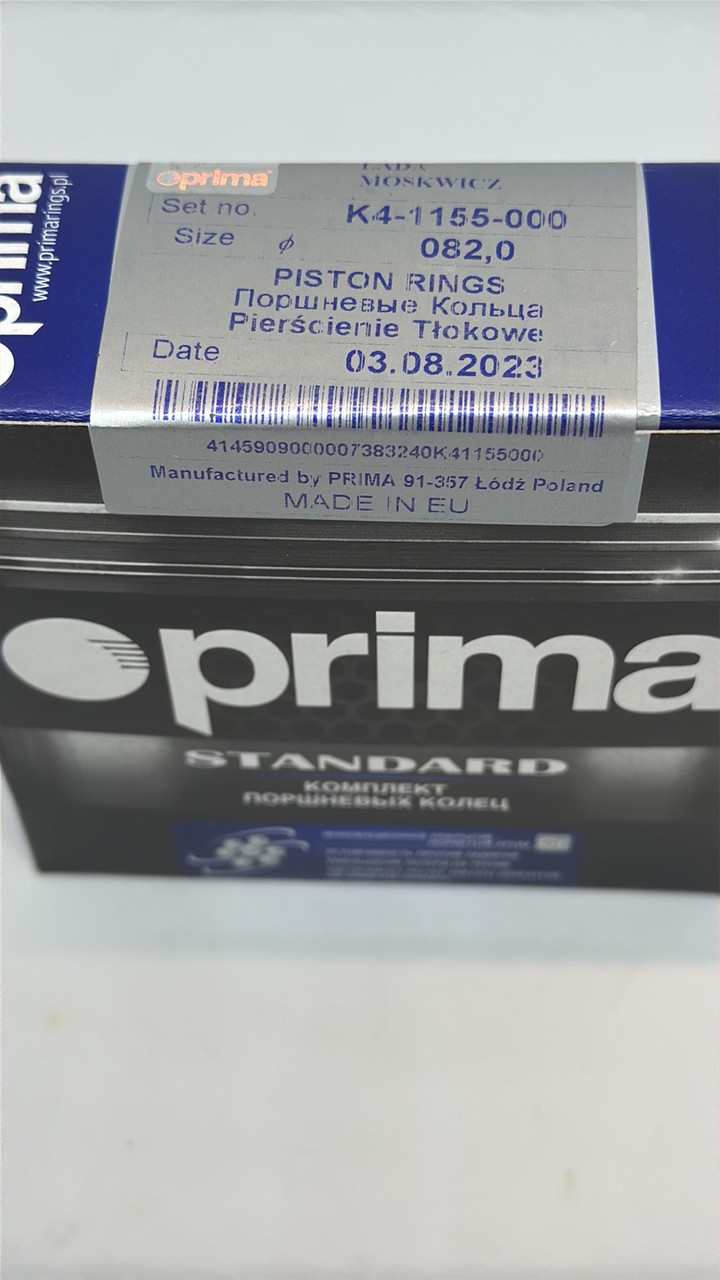 prima
www.primarings.pl
prima
LADA
MOSKWICZ
Set no. K4-1155-000
Size ϕ 082,0
PISTON RINGS
Поршневые Кольца
Pierścienie Tłokowe
Date 03.08.2023
4145909000007383240K41155000
Manufactured by PRIMA 91-357 Łódź Poland
MADE IN EU
prima
STANDARD
КОМПЛЕКТ
ПОРШНЕВЫХ КОЛЕЦ